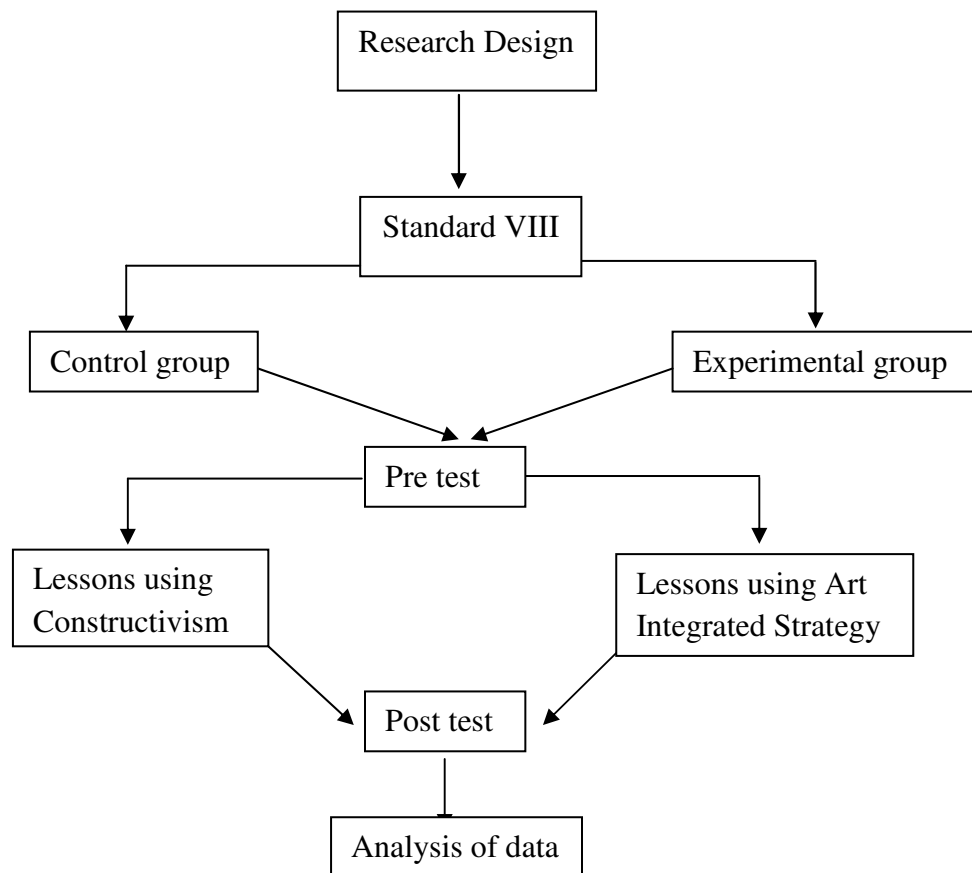 Research Design
Standard VIII
Control group
Experimental group
Pre test
Lessons using
Constructivism
Lessons using Art
Integrated Strategy
Post test
Analysis of data